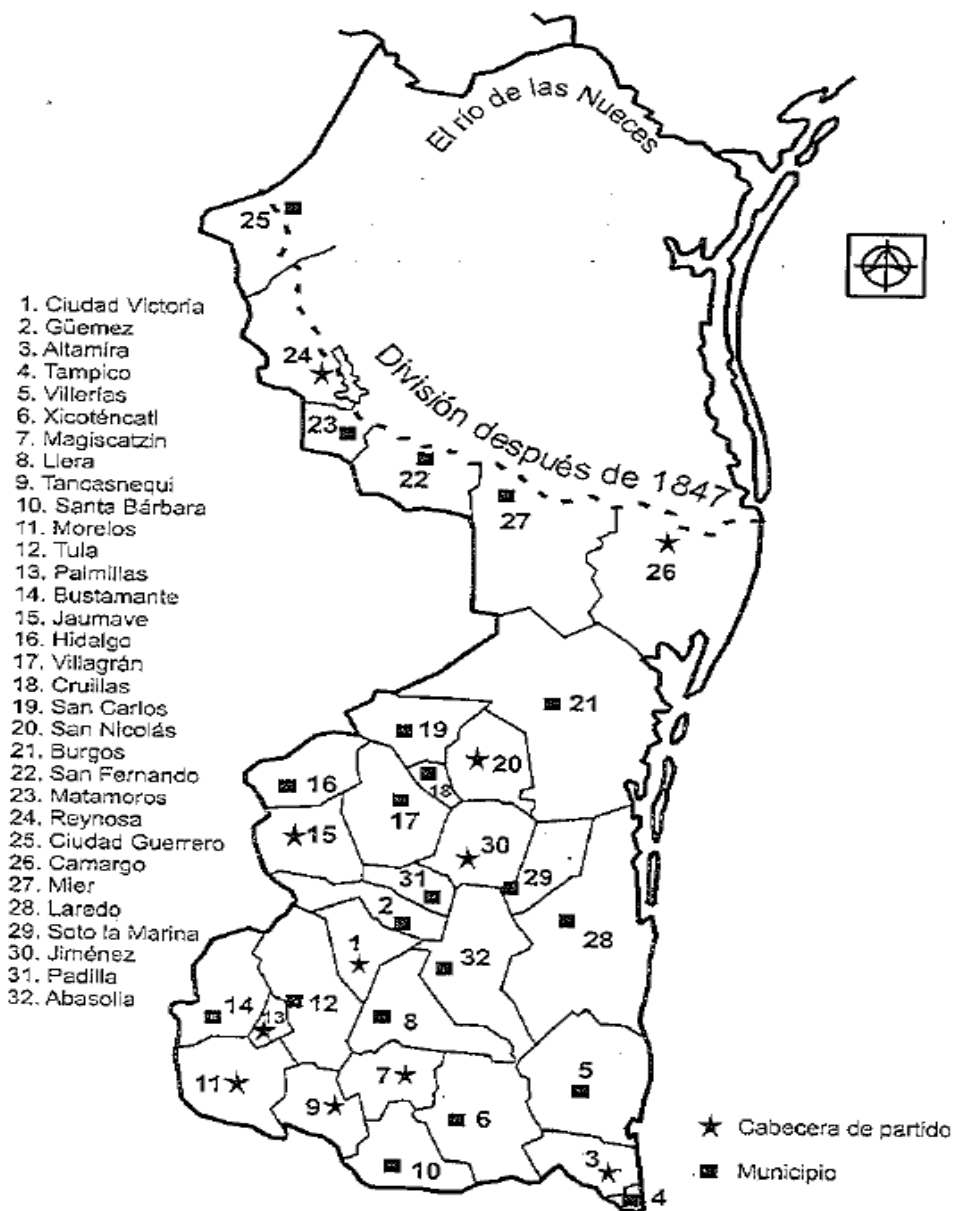 El río de las Nueces
25
1. Ciudad Victoria
2. Güemez
3. Altamira
4. Tampico
5. Villerías
6. Xicoténcatl
7. Magiscatzin
8. Llera
9. Tancasnequi
10. Santa Bárbara
11. Morelos
12. Tula
13. Palmillas
14. Bustamante
15. Jaumave
16. Hidalgo
17. Villagrán
18. Cruillas
19. San Carlos
20. San Nicolás
21. Burgos
22. San Fernando
23. Matamoros
24. Reynosa
25. Ciudad Guerrero
26. Camargo
27. Mier
28. Laredo
29. Soto la Marina
30. Jiménez
31. Padilla
32. Abasolla
24
División después de 1847
23
22
27
26
21
19
20
16
18
17
15
30
31
29
2
28
1
32
14
13
12
8
11
7
5
9
6
10
3
4
Cabecera de partido
Municipio